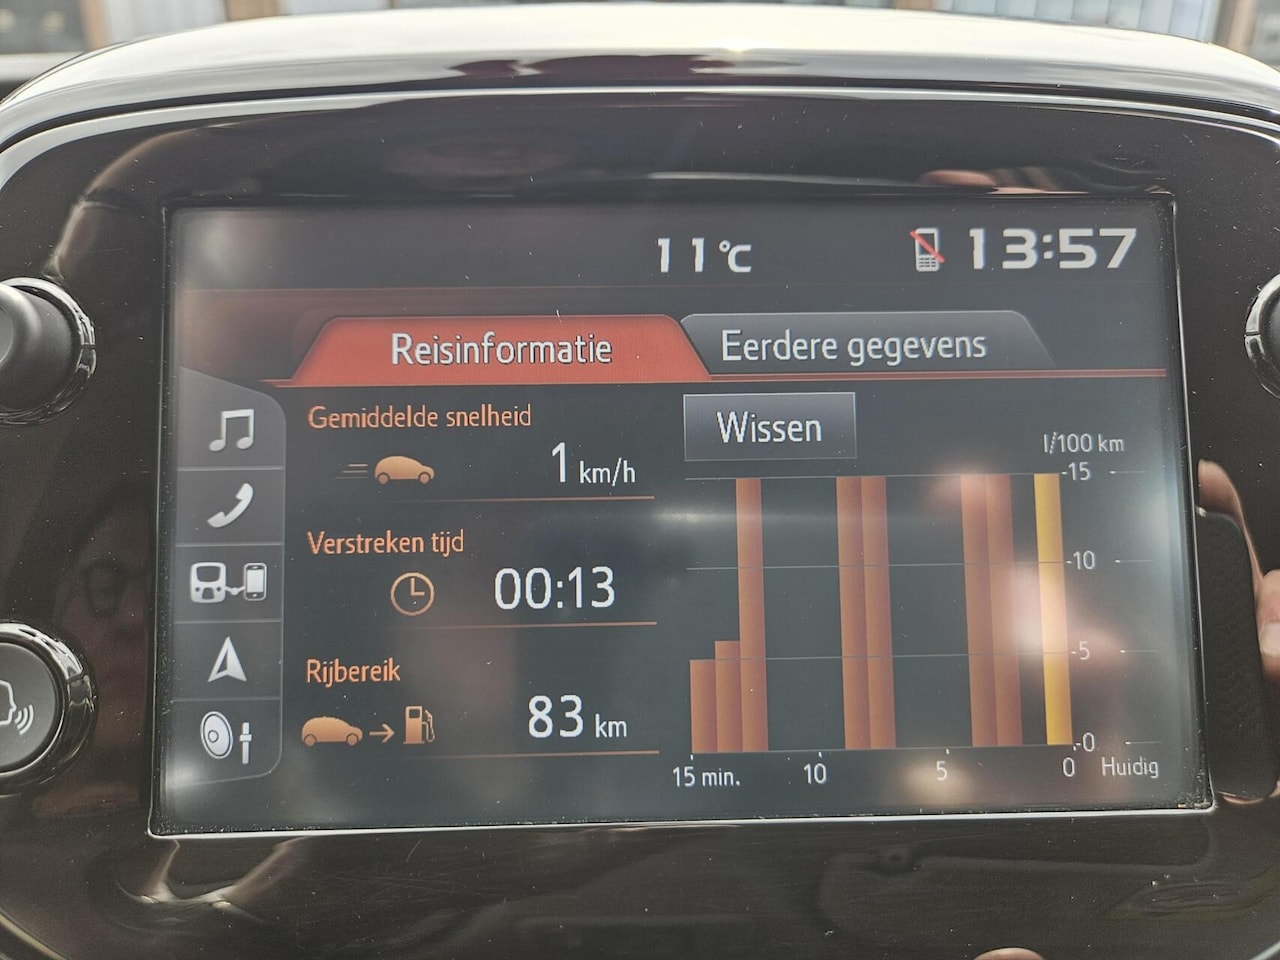 11 °C 13:57
Reisinformatie Eerdere gegevens
Gemiddelde snelheid
1 km/h
Verstreken tijd
00:13
Rijbereik
83 km
Wissen
l/100 km
15
10
5
0
15 min. 10 5 0 Huidig